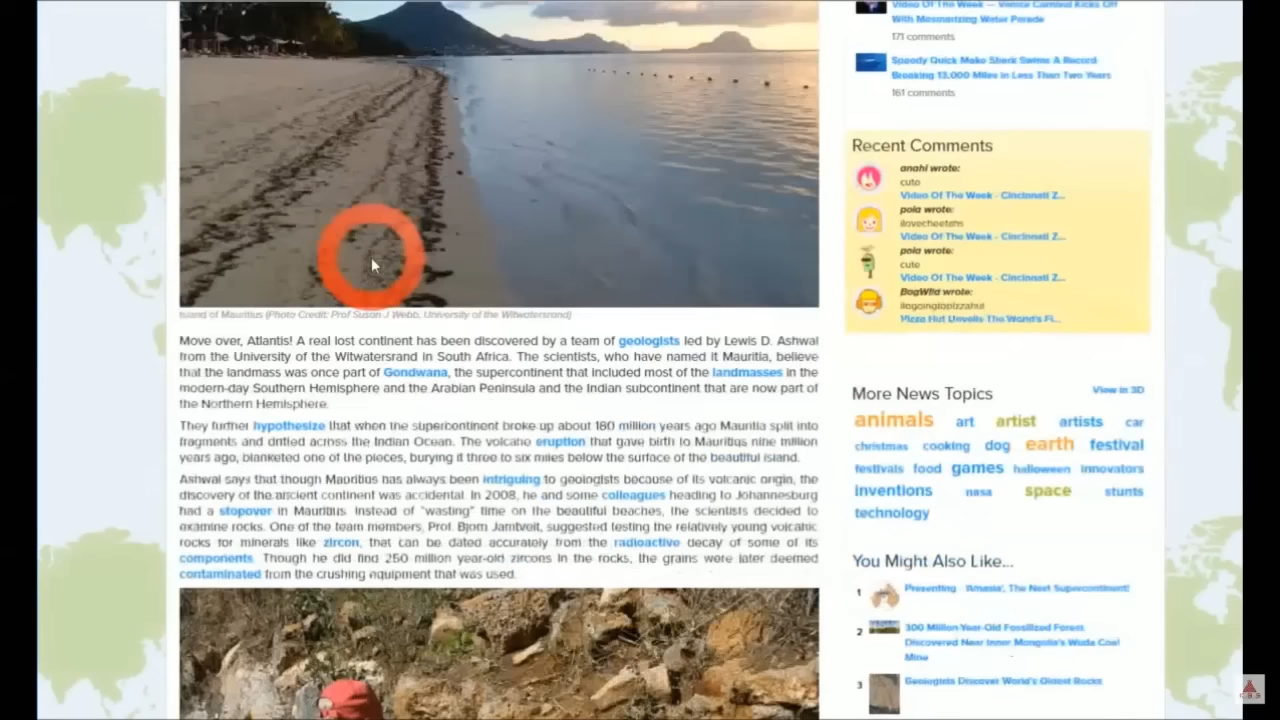 Video Of The Week — Venice Carnival Kicks Off
With Mesmerizing Water Parade
171 comments
Speedy Quick Mako Shark Swims A Record
Breaking 13,000 Miles In Less Than Two Years
161 comments
Recent Comments
anahi wrote:
cute
Video Of The Week - Cincinnati Z...
pola wrote:
ilovecheetahs
Video Of The Week - Cincinnati Z...
pola wrote:
cute
Video Of The Week - Cincinnati Z...
wrote:
Pizza Hut Unveils The World's Fi...
Island of Mauritius (Photo Credit: Prof Susan J Webb, University of the Witwatersrand)
Move over, Atlantis! A real lost continent has been discovered by a team of geologists led by Lewis D. Ashwal
from the University of the Witwatersrand in South Africa. The scientists, who have named it Mauritia, believe
that the landmass was once part of Gondwana, the supercontinent that included most of the landmasses in the
modern-day Southern Hemisphere and the Arabian Peninsula and the Indian subcontinent that are now part of
the Northern Hemisphere.
They further hypothesize that when the supercontinent broke up about 180 million years ago Mauritia split into
fragments and drifted across the Indian Ocean. The volcano eruption that gave birth to Mauritius nine million
years ago, blanketed one of the pieces, burying it three to six miles below the surface of the beautiful island.
Ashwal says that though Mauritius has always been intriguing to geologists because of its volcanic origin, the
discovery of the ancient continent was accidental. In 2008, he and some colleagues heading to Johannesburg
had a stopover in Mauritius. Instead of "wasting" time on the beautiful beaches, the scientists decided to
examine rocks. One of the team members, Prof. Bjorn Jamtveit, suggested testing the relatively young volcanic
rocks for minerals like zircon, that can be dated accurately from the radioactive decay of some of its
components. Though he did find 250 million year-old zircons in the rocks, the grains were later deemed
contaminated from the crushing equipment that was used.
More News Topics
View in 3D
animals art artist artists car
christmas cooking dog earth festival
festivals food games halloween innovators
inventions nasa space stunts
technology
You Might Also Like...
1 Presenting 'Amasia', The Next Supercontinent!
2 300 Million-Year-Old Fossilized Forest
Discovered Near Inner Mongolia's Wuda Coal
Mine
3 Geologists Discover World's Oldest Rocks